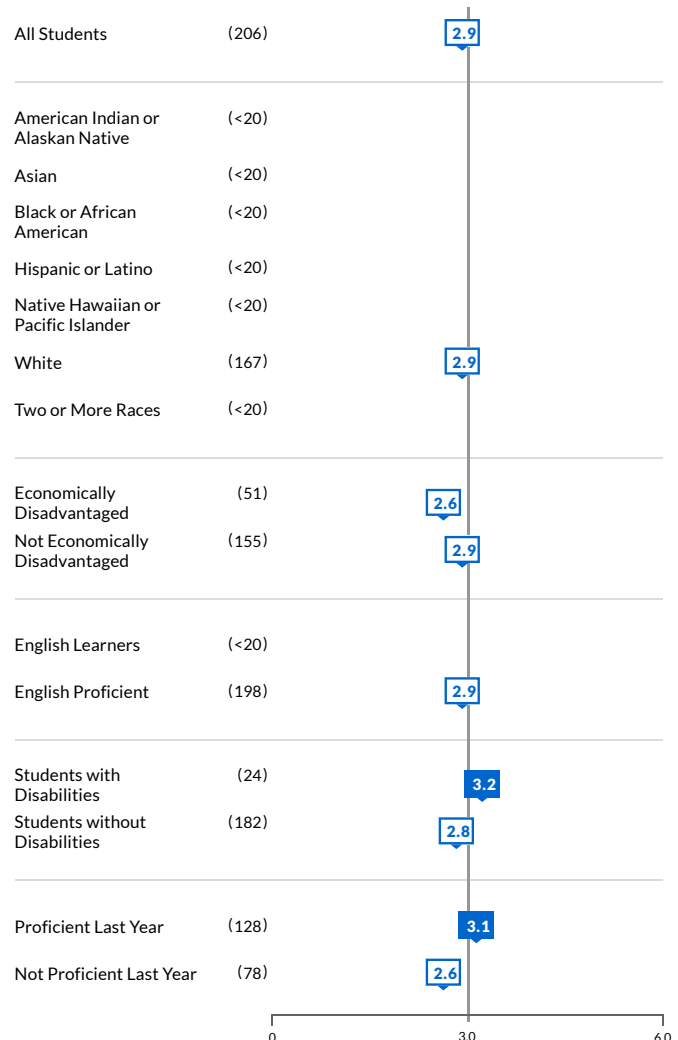 All Students (206) 2.9
American Indian or (<20)
Alaskan Native
Asian (<20)
Black or African (<20)
American
Hispanic or Latino (<20)
Native Hawaiian or (<20)
Pacific Islander
White (167) 2.9
Two or More Races (<20)
Economically (51) 2.6
Disadvantaged
Not Economically (155) 2.9
Disadvantaged
English Learners (<20)
English Proficient (198) 2.9
Students with (24) 3.2
Disabilities
Students without (182) 2.8
Disabilities
Proficient Last Year (128) 3.1
Not Proficient Last Year (78) 2.6
0 3.0 6.0